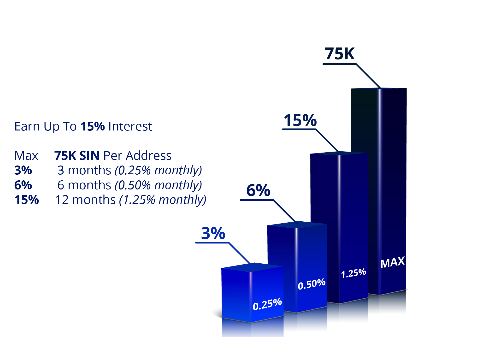 75K
15%
6%
3%
Earn Up To 15% Interest
Max 75K SIN Per Address
3% 3 months (0.25% monthly)
6% 6 months (0.50% monthly)
15% 12 months (1.25% monthly)
0.25%
0.50%
1.25%
MAX